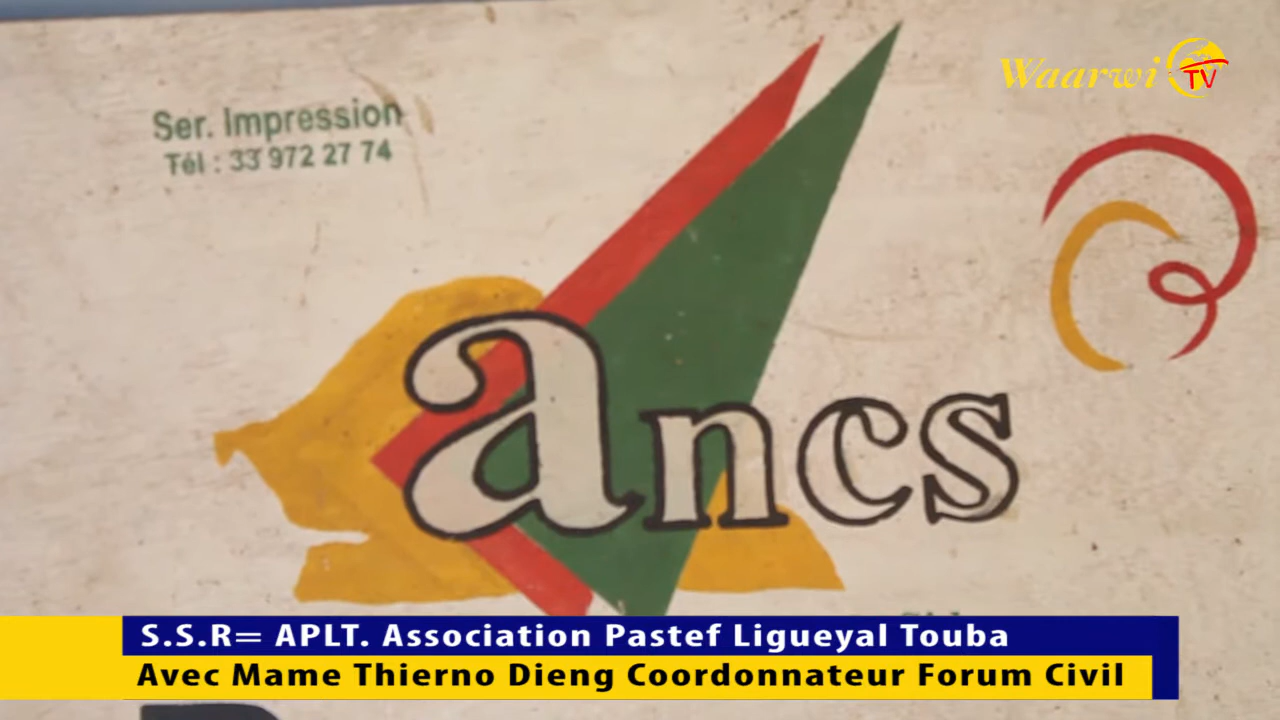 Waarwi TV
Ser. Impression
Tél : 33 972 27 74
ancs
S.S.R= APLT. Association Pastef Ligueyal Touba
Avec Mame Thierno Dieng Coordonnateur Forum Civil